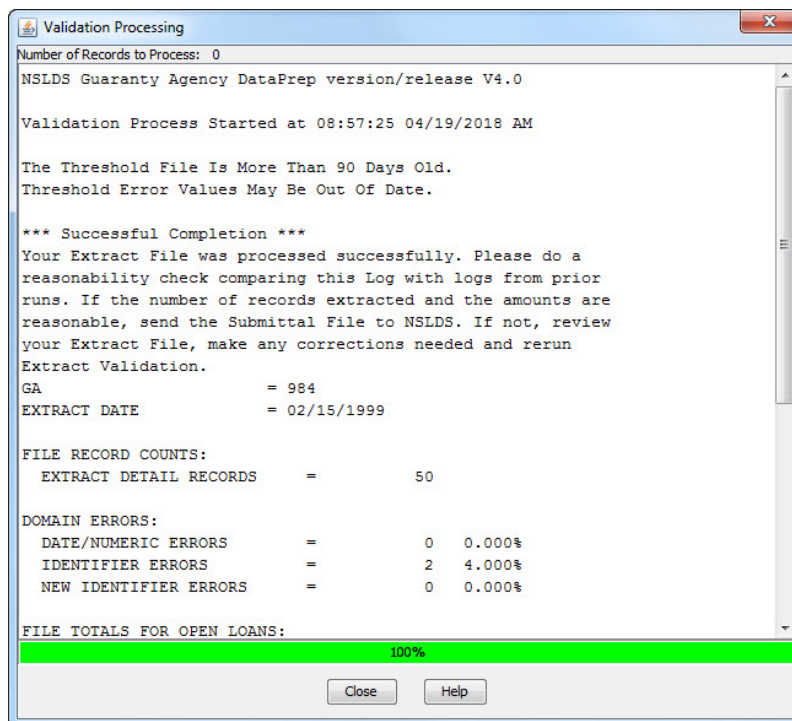 Validation Processing
Number of Records to Process: 0
NSLDS Guaranty Agency DataPrep version/release V4.0
Validation Process Started at 08:57:25 04/19/2018 AM
The Threshold File Is More Than 90 Days Old.
Threshold Error Values May Be Out Of Date.
*** Successful Completion ***
Your Extract File was processed successfully. Please do a
reasonability check comparing this Log with logs from prior
runs. If the number of records extracted and the amounts are
reasonable, send the Submittal File to NSLDS. If not, review
your Extract File, make any corrections needed and rerun
Extract Validation.
GA = 984
EXTRACT DATE = 02/15/1999
FILE RECORD COUNTS:
EXTRACT DETAIL RECORDS = 50
DOMAIN ERRORS:
DATE/NUMERIC ERRORS = 0 0.000%
IDENTIFIER ERRORS = 2 4.000%
NEW IDENTIFIER ERRORS = 0 0.000%
FILE TOTALS FOR OPEN LOANS:
100%
Close Help